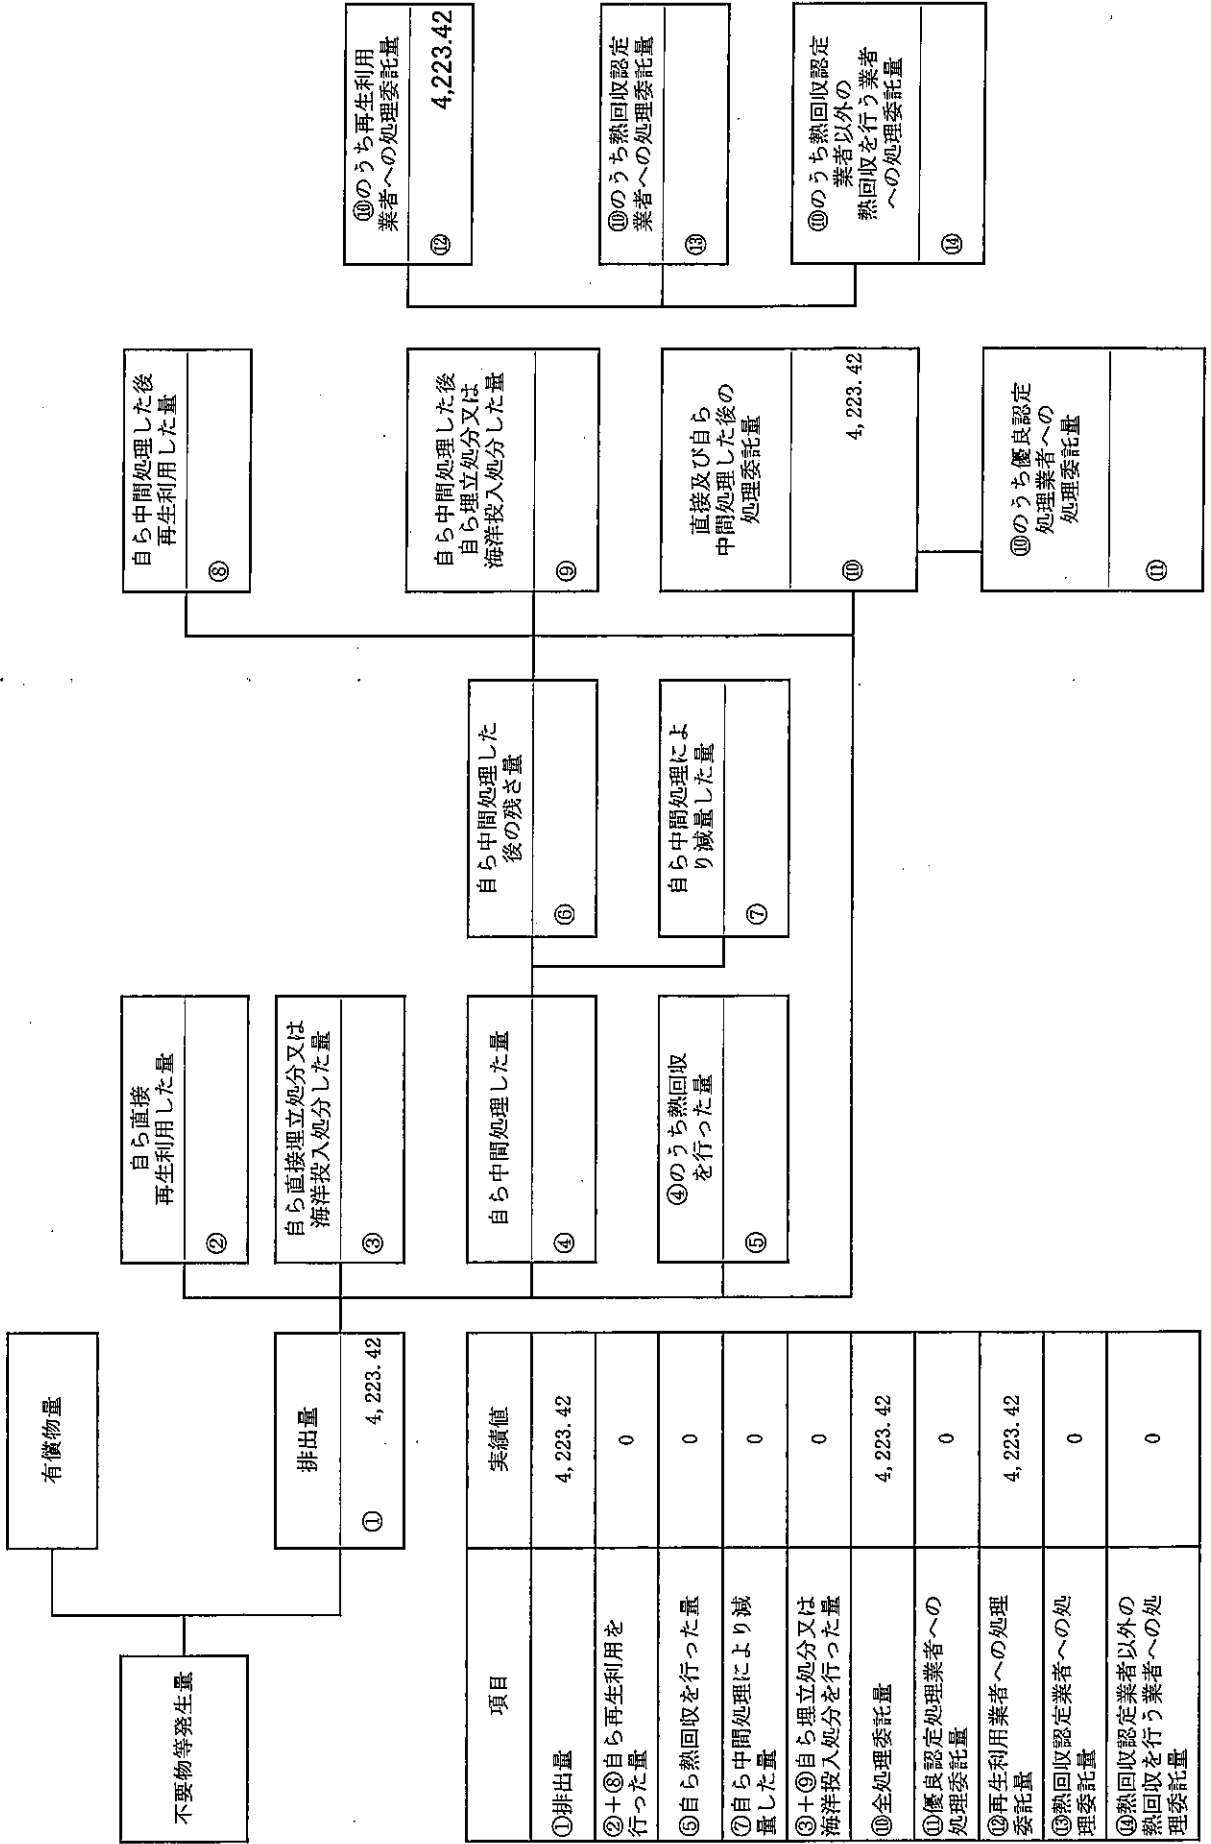 不要物等発生量
有償物量
排出量
① 4,223.42
自ら直接
再生利用した量
②
自ら直接埋立処分又は
海洋投入処分した量
③
自ら中間処理した量
④
④のうち熱回収
を行った量
⑤
自ら中間処理した
後の残さ量
⑥
自ら中間処理によ
り減量した量
⑦
自ら中間処理した後
再生利用した量
⑧
自ら中間処理した後
自ら埋立処分又は
海洋投入処分した量
⑨
直接及び自ら
中間処理した後の
処理委託量
⑩ 4,223.42
⑩のうち優良認定
処理業者への
処理委託量
⑪
⑩のうち再生利用
業者への処理委託量
⑫ 4,223.42
⑩のうち熱回収認定
業者への処理委託量
⑬
⑩のうち熱回収認定
業者以外の
熱回収を行う業者
への処理委託量
⑭
項目 実績値
①排出量 4,223.42
②+⑧自ら再生利用を
行った量 0
⑤自ら熱回収を行った量 0
⑦自ら中間処理により減
量した量 0
③+⑨自ら埋立処分又は
海洋投入処分を行った量 0
⑩全処理委託量 4,223.42
⑪優良認定処理業者への
処理委託量 0
⑫再生利用業者への処理
委託量 4,223.42
⑬熱回収認定業者への処
理委託量 0
⑭熱回収認定業者以外の
熱回収を行う業者への処
理委託量 0